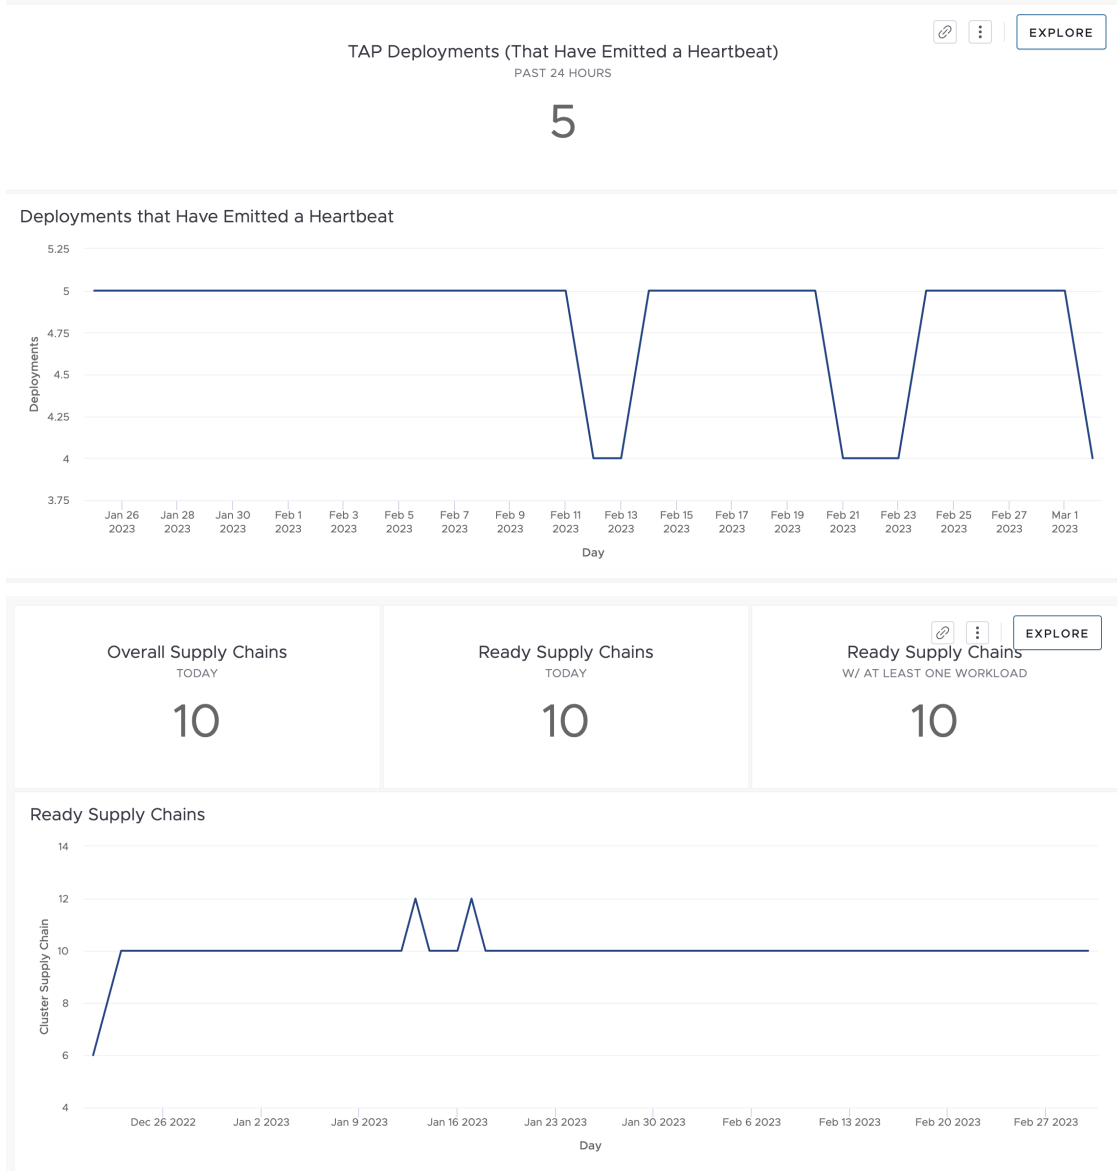 EXPLORE
TAP Deployments (That Have Emitted a Heartbeat)
PAST 24 HOURS
5
Deployments that Have Emitted a Heartbeat
5.25
5
4.75
4.5
4.25
4
3.75
Deployments
Jan 26 2023
Jan 28 2023
Jan 30 2023
Feb 1 2023
Feb 3 2023
Feb 5 2023
Feb 7 2023
Feb 9 2023
Feb 11 2023
Feb 13 2023
Feb 15 2023
Feb 17 2023
Feb 19 2023
Feb 21 2023
Feb 23 2023
Feb 25 2023
Feb 27 2023
Mar 1 2023
Day
Overall Supply Chains
TODAY
10
Ready Supply Chains
TODAY
10
EXPLORE
Ready Supply Chains
W/ AT LEAST ONE WORKLOAD
10
Ready Supply Chains
14
12
10
8
6
4
Cluster Supply Chain
Dec 26 2022
Jan 2 2023
Jan 9 2023
Jan 16 2023
Jan 23 2023
Jan 30 2023
Feb 6 2023
Feb 13 2023
Feb 20 2023
Feb 27 2023
Day